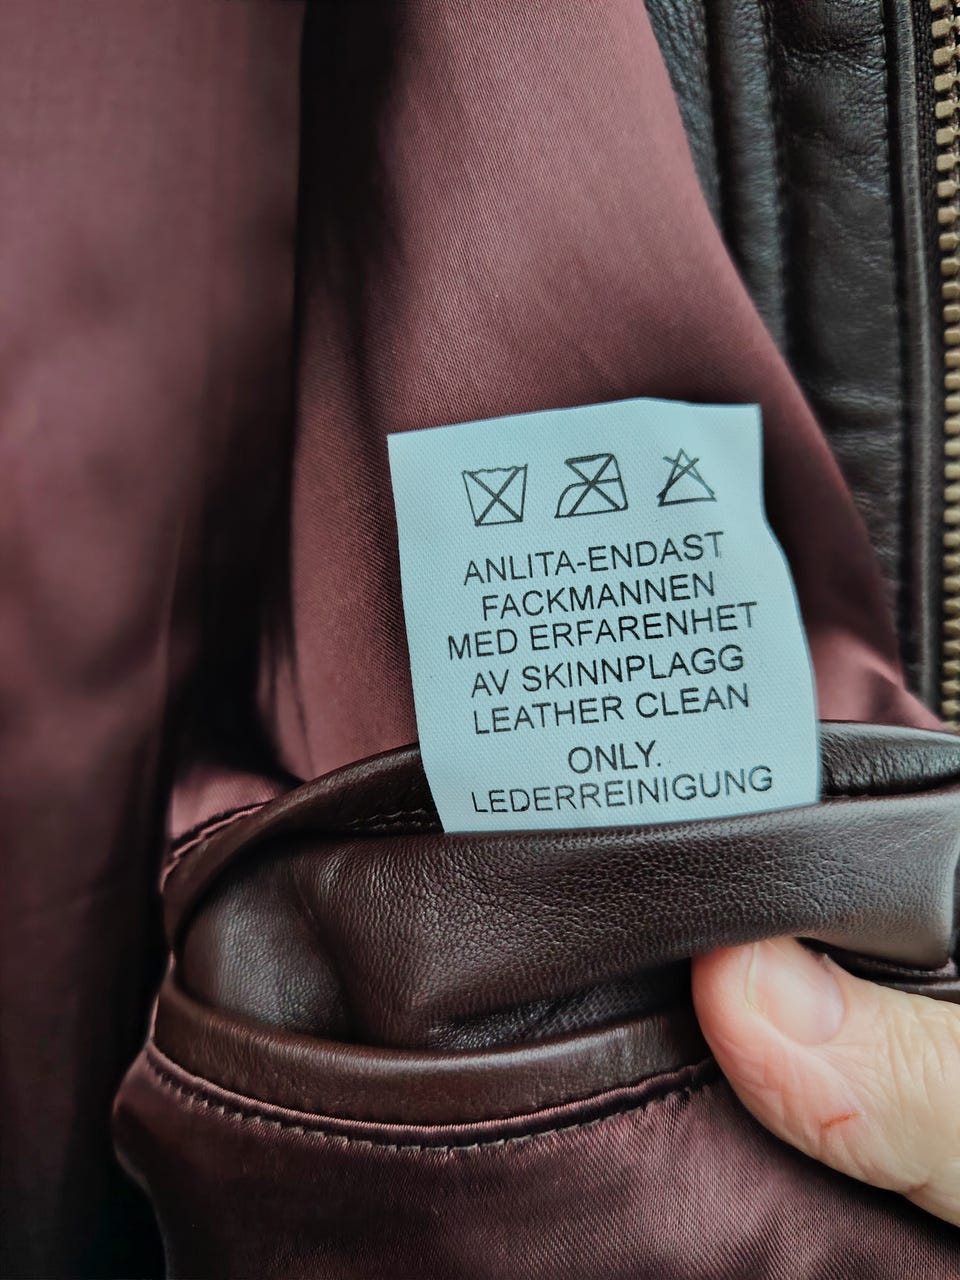 ANLITA-ENDAST
FACKMANNEN
MED ERFARENHET
AV SKINNPLAGG
LEATHER CLEAN
ONLY.
LEDERREINIGUNG